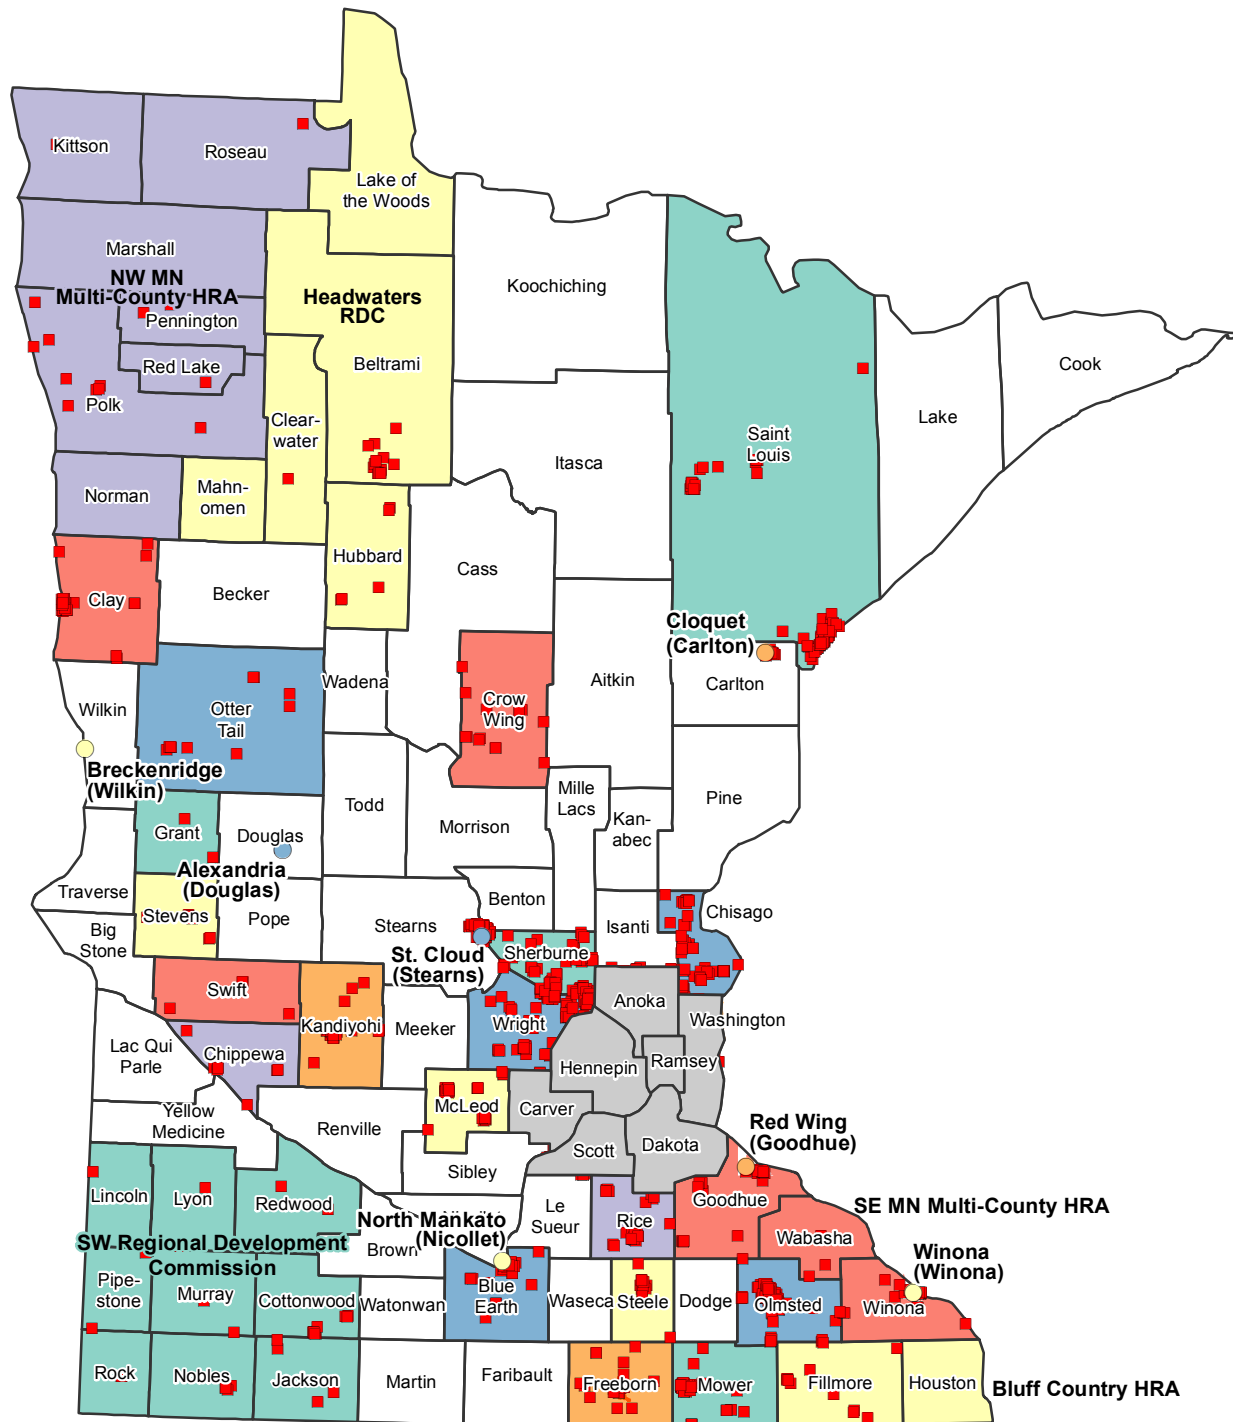 Kittson
Roseau
Lake of
the Woods
Marshall
NW MN
Multi-County HRA
Pennington
Headwaters
RDC
Koochiching
Red Lake
Beltrami
Cook
Polk
Clear-
water
Saint
Louis
Lake
Itasca
Norman
Mahn-
omen
Hubbard
Cass
Clay
Becker
Cloquet
(Carlton)
Wadena
Aitkin
Carlton
Wilkin
Otter
Tail
Crow
Wing
Breckenridge
(Wilkin)
Todd
Mille
Lacs
Pine
Grant
Douglas
Morrison
Kan-
abec
Alexandria
(Douglas)
Traverse
Stevens
Pope
Benton
Big
Stone
Stearns
Isanti
Chisago
St. Cloud
(Stearns)
Sherburne
Swift
Kandiyohi
Meeker
Wright
Anoka
Washington
Lac Qui
Parle
Chippewa
Hennepin
Ramsey
Yellow
Medicine
Renville
McLeod
Carver
Scott
Dakota
Red Wing
(Goodhue)
Sibley
Lincoln
Lyon
Redwood
Le
Sueur
Rice
Goodhue
SE MN Multi-County HRA
North Mankato
(Nicollet)
Brown
Wabasha
SW Regional Development
Commission
Winona
(Winona)
Pipe-
stone
Murray
Cottonwood
Watonwan
Blue
Earth
Waseca
Steele
Dodge
Olmsted
Winona
Rock
Nobles
Jackson
Martin
Faribault
Freeborn
Mower
Fillmore
Houston
Bluff Country HRA